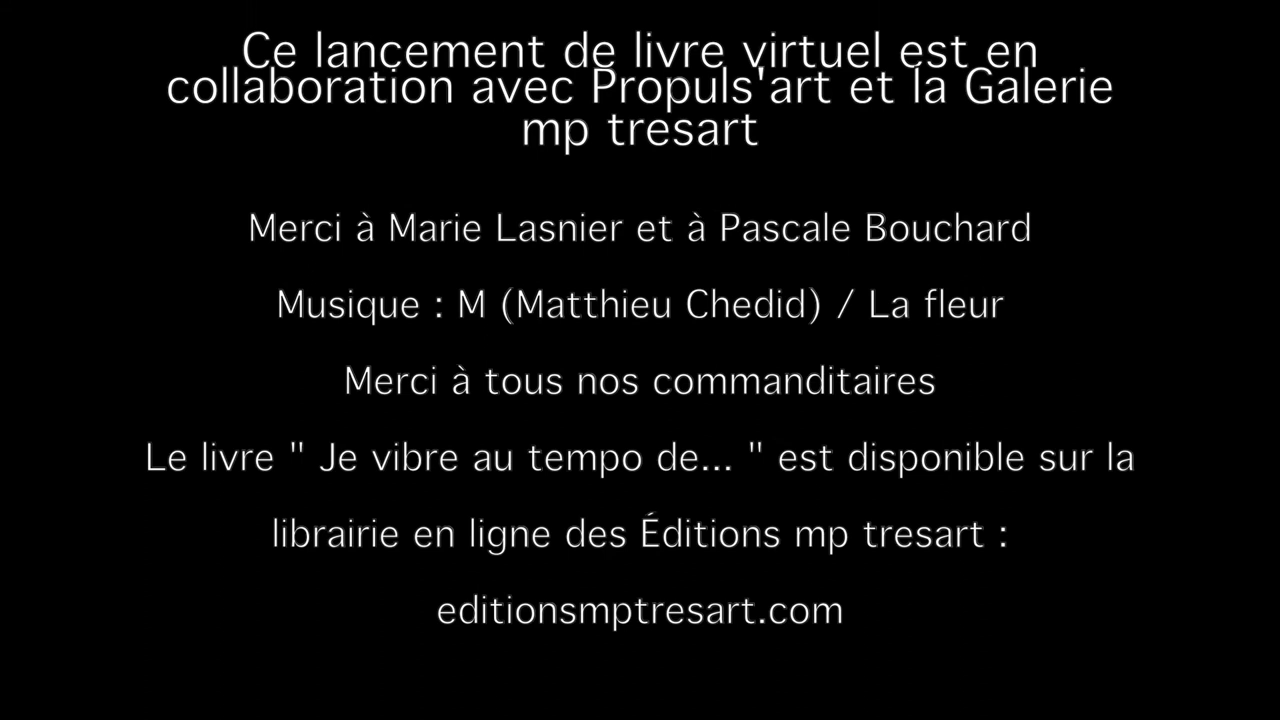 Ce lancement de livre virtuel est en
collaboration avec Propuls'art et la Galerie
mp tresart
Merci à Marie Lasnier et à Pascale Bouchard
Musique : M (Matthieu Chedid) / La fleur
Merci à tous nos commanditaires
Le livre " Je vibre au tempo de... " est disponible sur la
librairie en ligne des Éditions mp tresart :
editionsmptresart.com